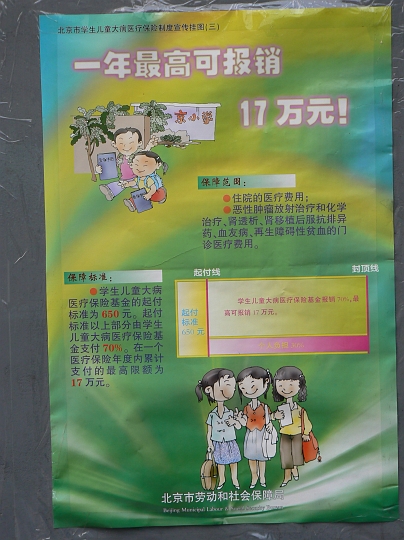 北京市学生儿童大病医疗保险制度宣传挂图(三)
一年最高可报销
17万元!
京小学
保障范围:
●住院的医疗费用;
●恶性肿瘤放射治疗和化学
治疗、肾透析、肾移植后服抗排异
药、血友病、再生障碍性贫血的门
诊医疗费用。
保障标准:
●学生儿童大病
医疗保险基金的起付
标准为650元。起付
标准以上部分由学生
儿童大病医疗保险基
金支付70%。在一个
医疗保险年度内累计
支付的最高限额为
17万元。
起付线
封顶线
起付
标准
650元
学生儿童大病医疗保险基金报销70%,最
高可报销17万元。
北京市劳动和社会保障局
Beijing Municipal Labour